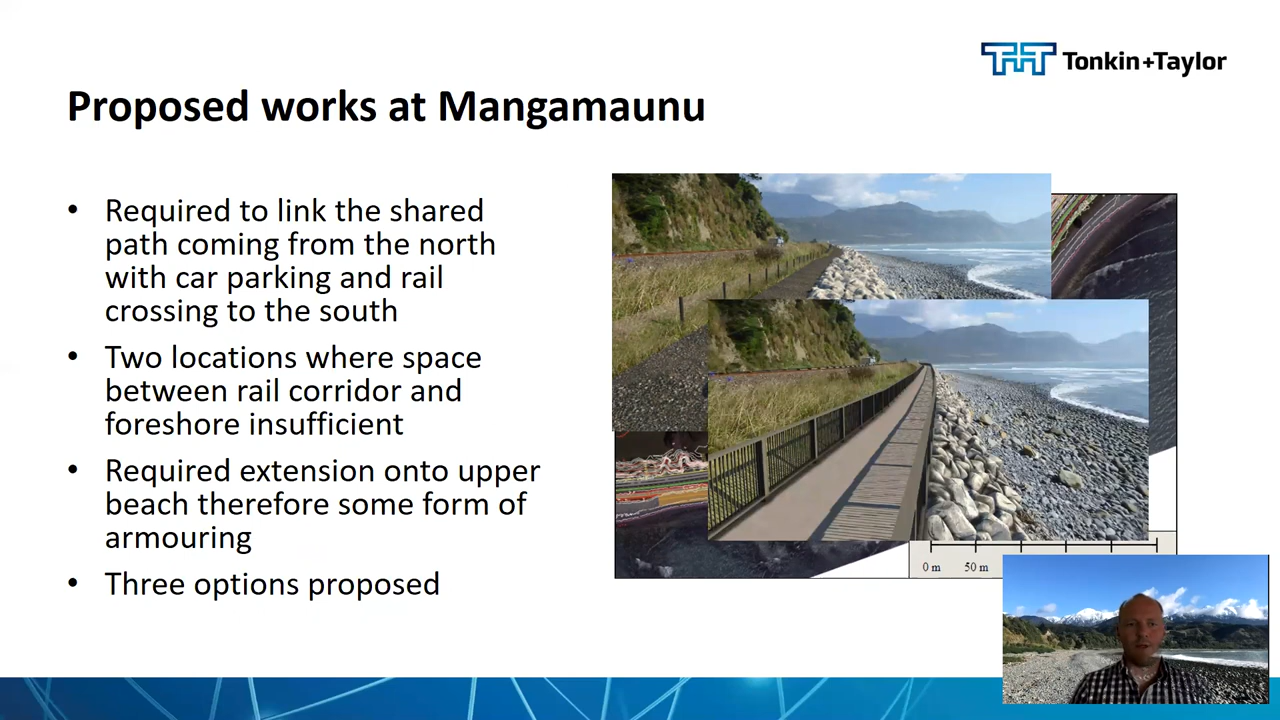 Tonkin+Taylor
Proposed works at Mangamaunu
• Required to link the shared
path coming from the north
with car parking and rail
crossing to the south
• Two locations where space
between rail corridor and
foreshore insufficient
• Required extension onto upper
beach therefore some form of
armouring
• Three options proposed
0 m 50 m